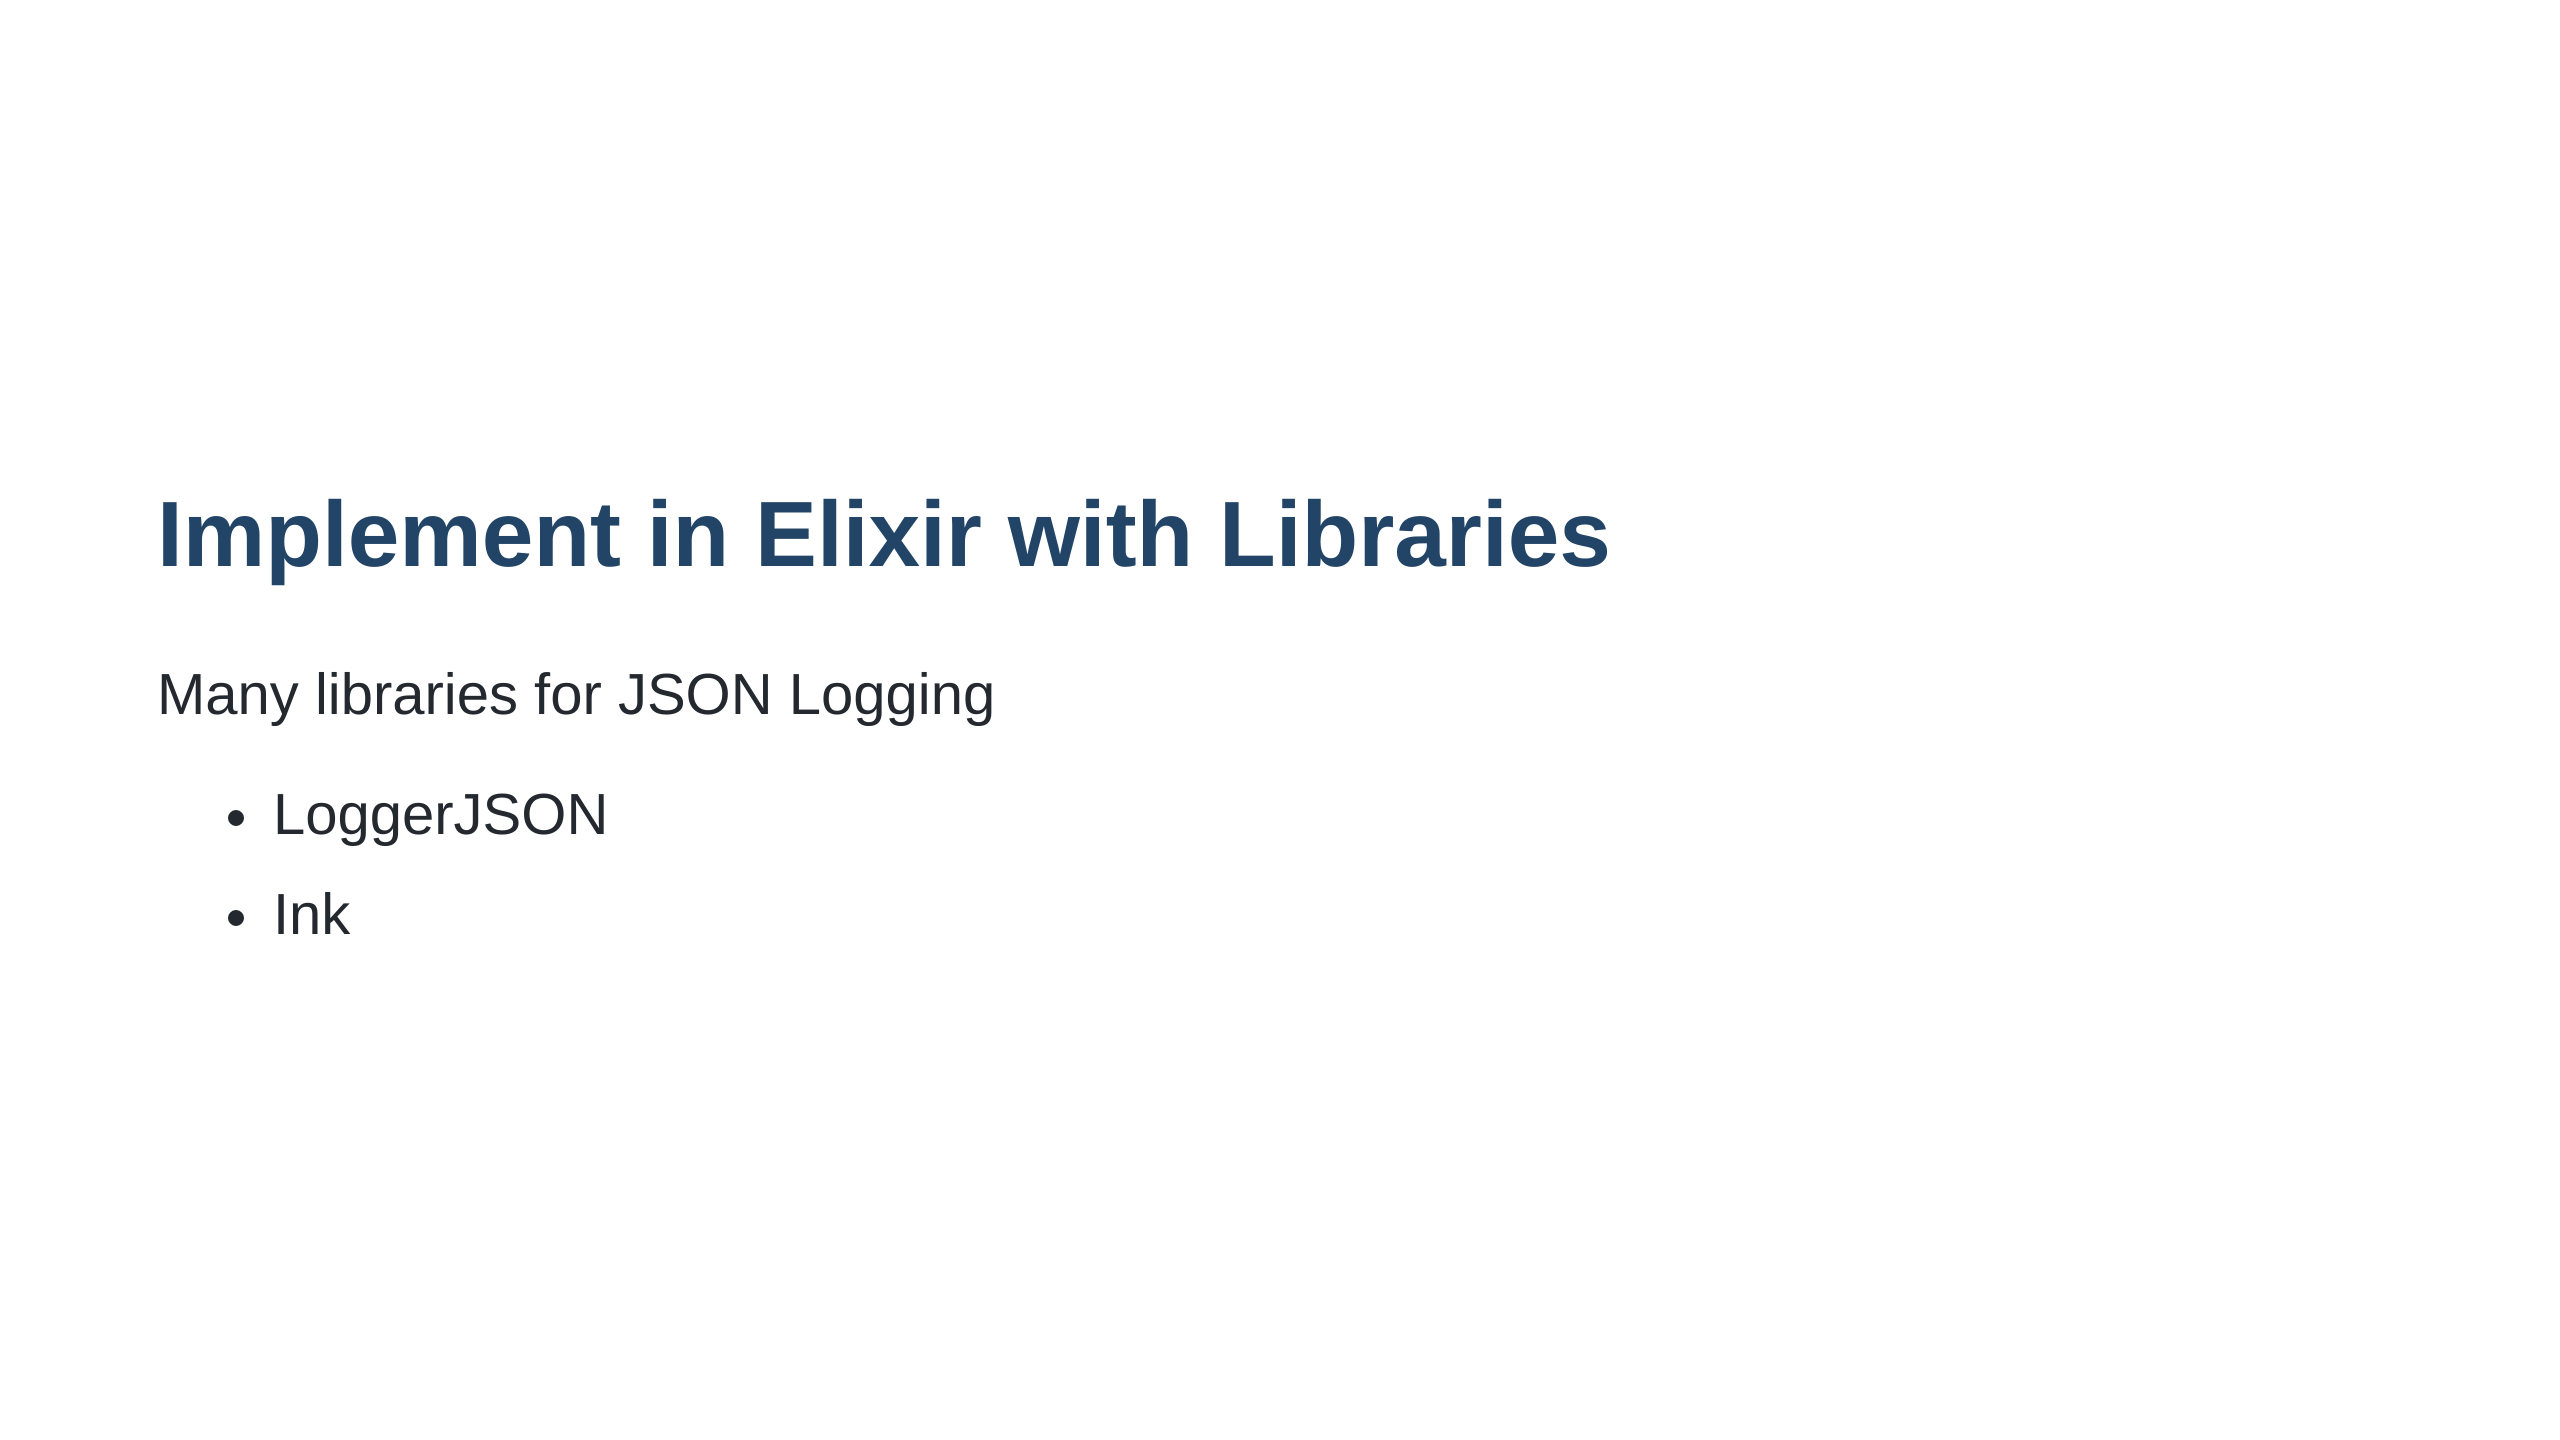 Implement in Elixir with Libraries
Many libraries for JSON Logging
• LoggerJSON
• Ink